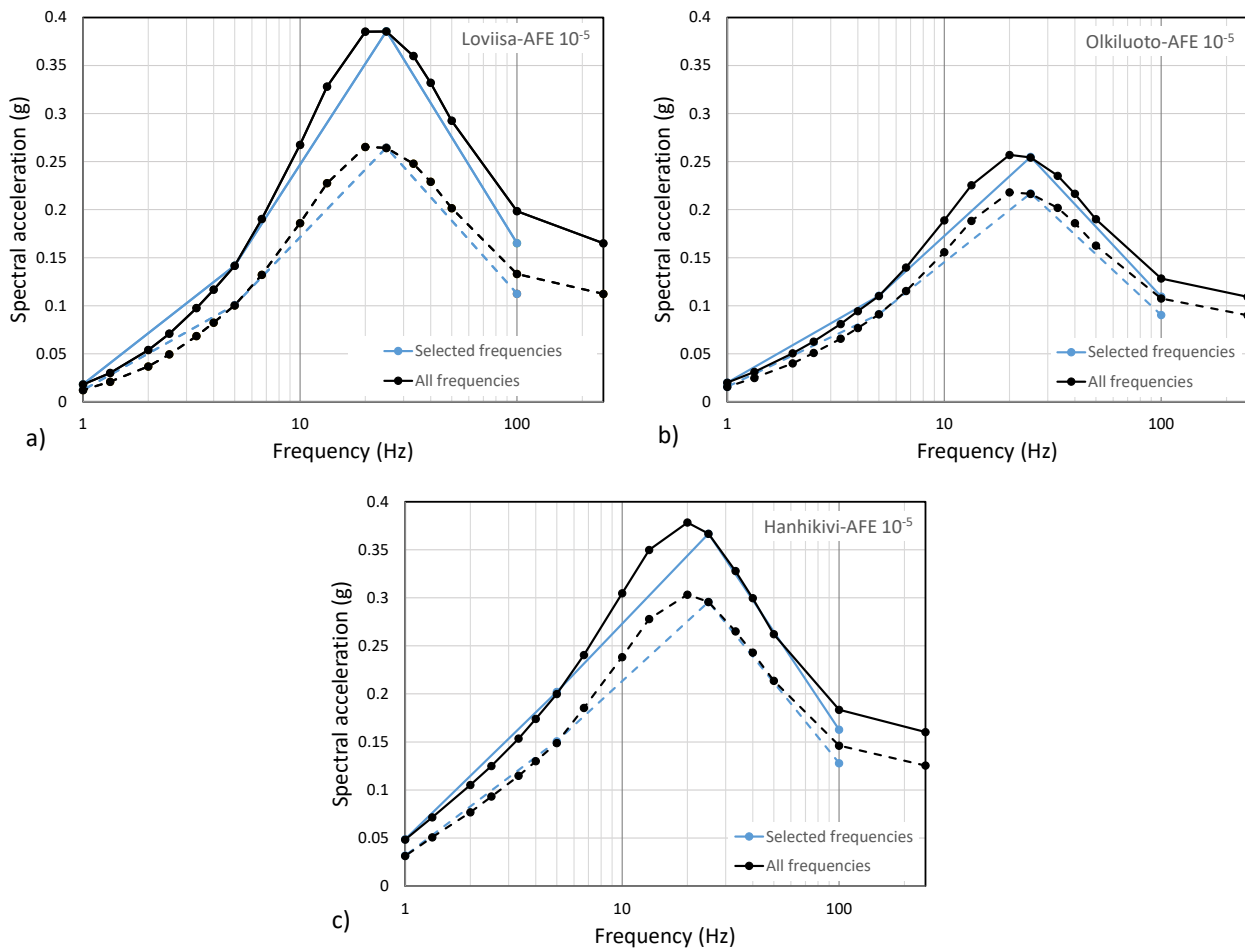 Loviisa-AFE 10⁻⁵
Spectral acceleration (g)
0.4
0.35
0.3
0.25
0.2
0.15
0.1
0.05
0
Selected frequencies
All frequencies
1
10
100
Frequency (Hz)
a)
Olkiluoto-AFE 10⁻⁵
Spectral acceleration (g)
0.4
0.35
0.3
0.25
0.2
0.15
0.1
0.05
0
Selected frequencies
All frequencies
1
10
100
Frequency (Hz)
b)
Hanhikivi-AFE 10⁻⁵
Spectral acceleration (g)
0.4
0.35
0.3
0.25
0.2
0.15
0.1
0.05
0
Selected frequencies
All frequencies
1
10
100
Frequency (Hz)
c)